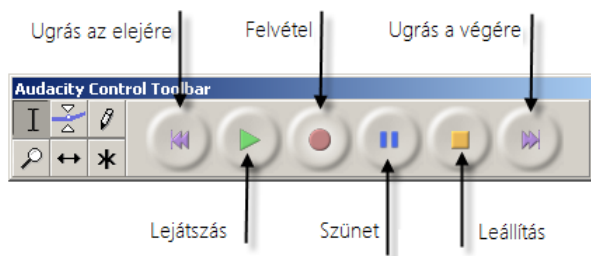 Ugrás az elejére Felvétel Ugrás a végére
Audacity Control Toolbar
Lejátszás Szünet Leállítás